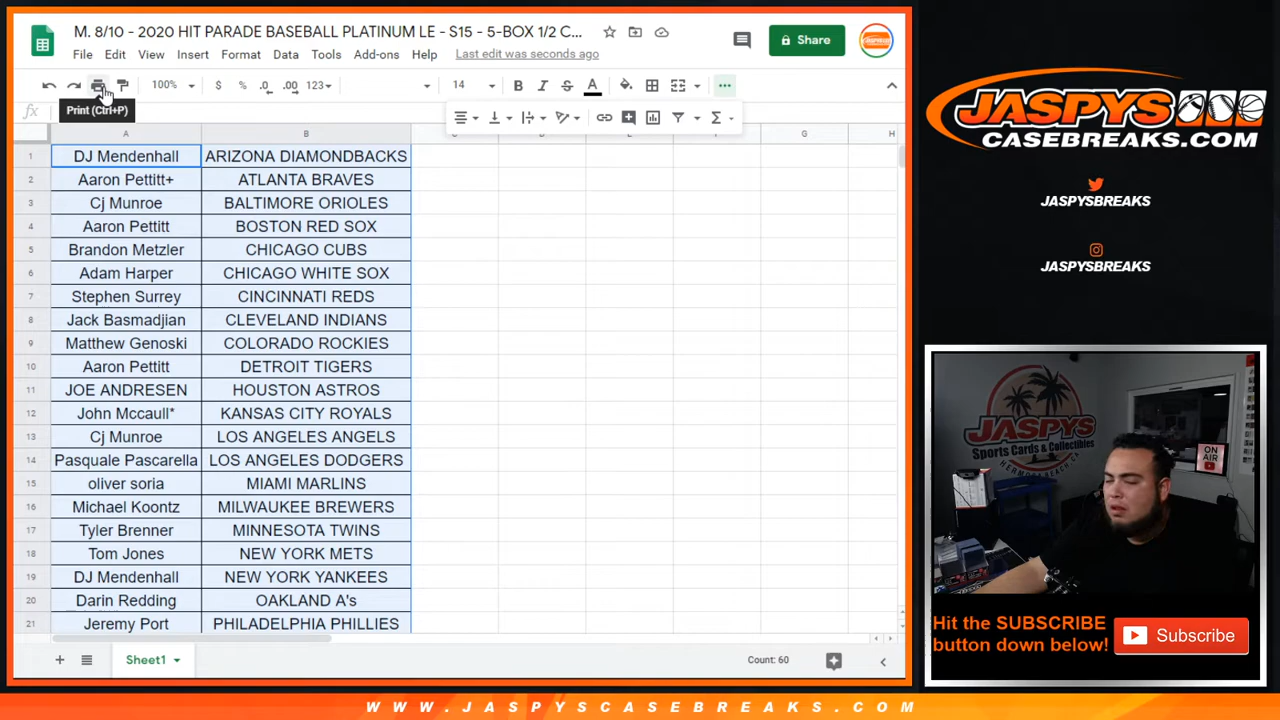 M. 8/10 - 2020 HIT PARADE BASEBALL PLATINUM LE - S15 - 5-BOX 1/2 C...
Share
File Edit View Insert Format Data Tools Add-ons Help Last edit was seconds ago
100% $ % .0 .00 123 14 B I S A
Print (Ctrl+P)
fx
A B C D E F G H
1 DJ Mendenhall ARIZONA DIAMONDBACKS
2 Aaron Pettitt+ ATLANTA BRAVES
3 Cj Munroe BALTIMORE ORIOLES
4 Aaron Pettitt BOSTON RED SOX
5 Brandon Metzler CHICAGO CUBS
6 Adam Harper CHICAGO WHITE SOX
7 Stephen Surrey CINCINNATI REDS
8 Jack Basmadjian CLEVELAND INDIANS
9 Matthew Genoski COLORADO ROCKIES
10 Aaron Pettitt DETROIT TIGERS
11 JOE ANDRESEN HOUSTON ASTROS
12 John Mccaull* KANSAS CITY ROYALS
13 Cj Munroe LOS ANGELES ANGELS
14 Pasquale Pascarella LOS ANGELES DODGERS
15 oliver soria MIAMI MARLINS
16 Michael Koontz MILWAUKEE BREWERS
17 Tyler Brenner MINNESOTA TWINS
18 Tom Jones NEW YORK METS
19 DJ Mendenhall NEW YORK YANKEES
20 Darin Redding OAKLAND A's
21 Jeremy Port PHILADELPHIA PHILLIES
Sheet1
Count: 60
JASPYS
CASEBREAKS.COM
JASPYSBREAKS
JASPYSBREAKS
JASPYS
Sports Cards & Collectibles
HERMOSA BEACH, CA
ON AIR
Hit the SUBSCRIBE
button down below!
Subscribe
WWW.JASPYSCASEBREAKS.COM